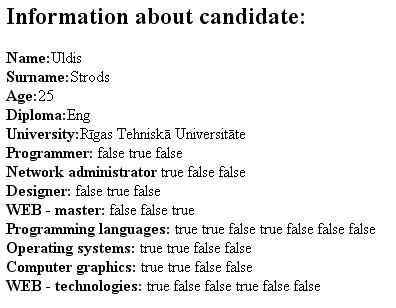 Information about candidate:
Name:Uldis
Surname:Strods
Age:25
Diploma:Eng
University:Rīgas Tehniskā Universitāte
Programmer: false true false
Network administrator true false false
Designer: false true false
WEB - master: false false true
Programming languages: true true false true false false false
Operating systems: true true false false
Computer graphics: true true false false
WEB - technologies: true false false true false false